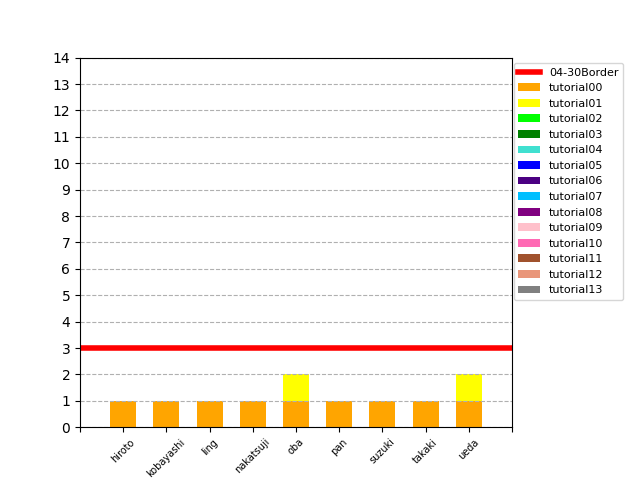 14
13
12
11
10
9
8
7
6
5
4
3
2
1
0
hiroto
kobayashi
ling
nakatsuji
oba
pan
suzuki
takaki
ueda
04-30Border
tutorial00
tutorial01
tutorial02
tutorial03
tutorial04
tutorial05
tutorial06
tutorial07
tutorial08
tutorial09
tutorial10
tutorial11
tutorial12
tutorial13